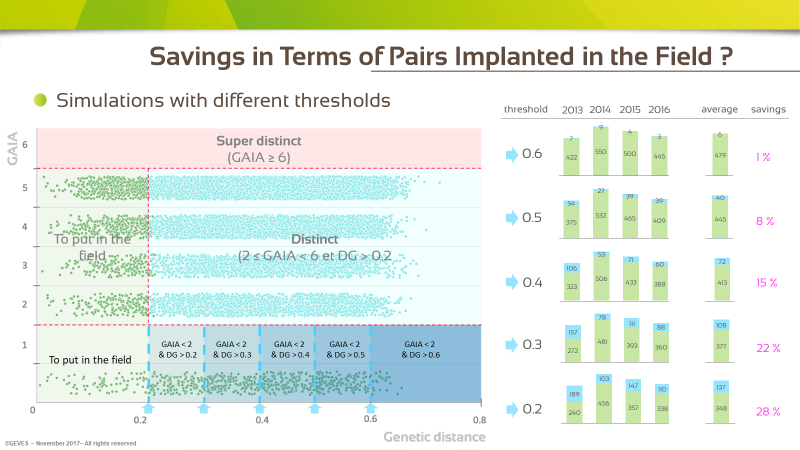 Savings in Terms of Pairs Implanted in the Field ?
Simulations with different thresholds
GAIA
6
5
4
3
2
1
0
Super distinct
(GAIA ≥ 6)
To put in the
field
Distinct
(2 ≤ GAIA < 6 et DG > 0.2
To put in the field
GAIA < 2
& DG > 0.2
GAIA < 2
& DG > 0.3
GAIA < 2
& DG > 0.4
GAIA < 2
& DG > 0.5
GAIA < 2
& DG > 0.6
0.2
0.4
0.6
0.8
Genetic distance
threshold 2013 2014 2015 2016 average savings
7 9 4 3 6
0.6 422 550 500 445 479 1 %
54 27 39 39 40
0.5 375 532 465 409 445 8 %
106 53 71 60 72
0.4 323 506 433 388 413 15 %
157 78 111 88 108
0.3 272 481 393 360 377 22 %
189 103 147 110 137
0.2 240 456 357 338 348 28 %
©GEVES – November 2017– All rights reserved